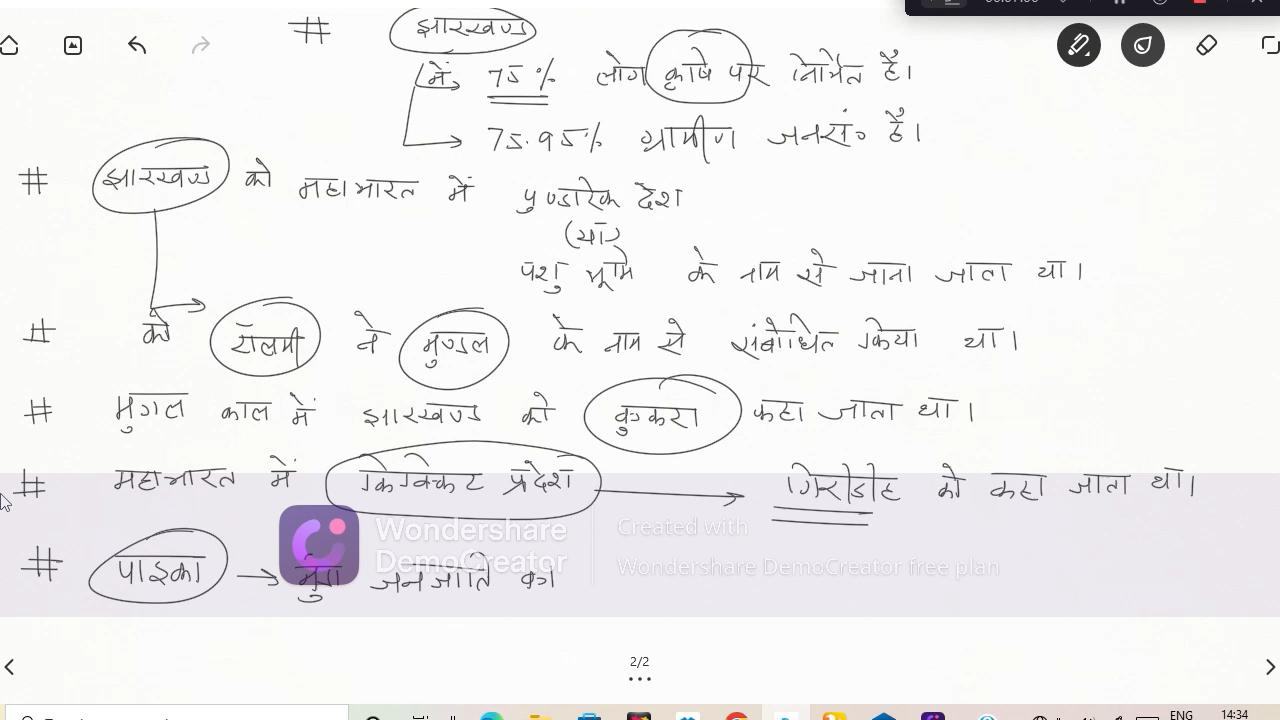 # झारखण्ड
में 75% लोग कृषि पर निर्भर है।
75.95% ग्रामीण जनसं० है।
# झारखण्ड को महाभारत में पुण्डरिक देश
(या)
पशु भूमि के नाम से जाना जाता था।
# को टॉलमी ने मुण्डल के नाम से संबोधित किया था।
# मुगल काल में झारखण्ड को कुकरा कहा जाता था।
# महाभारत में किक्किट प्रदेश गिरीडीह को कहा जाता था।
Wondershare DemoCreator
Created with
Wondershare DemoCreator free plan
# पाइका → मुंडा जनजाति का
2/2
ENG
14:34